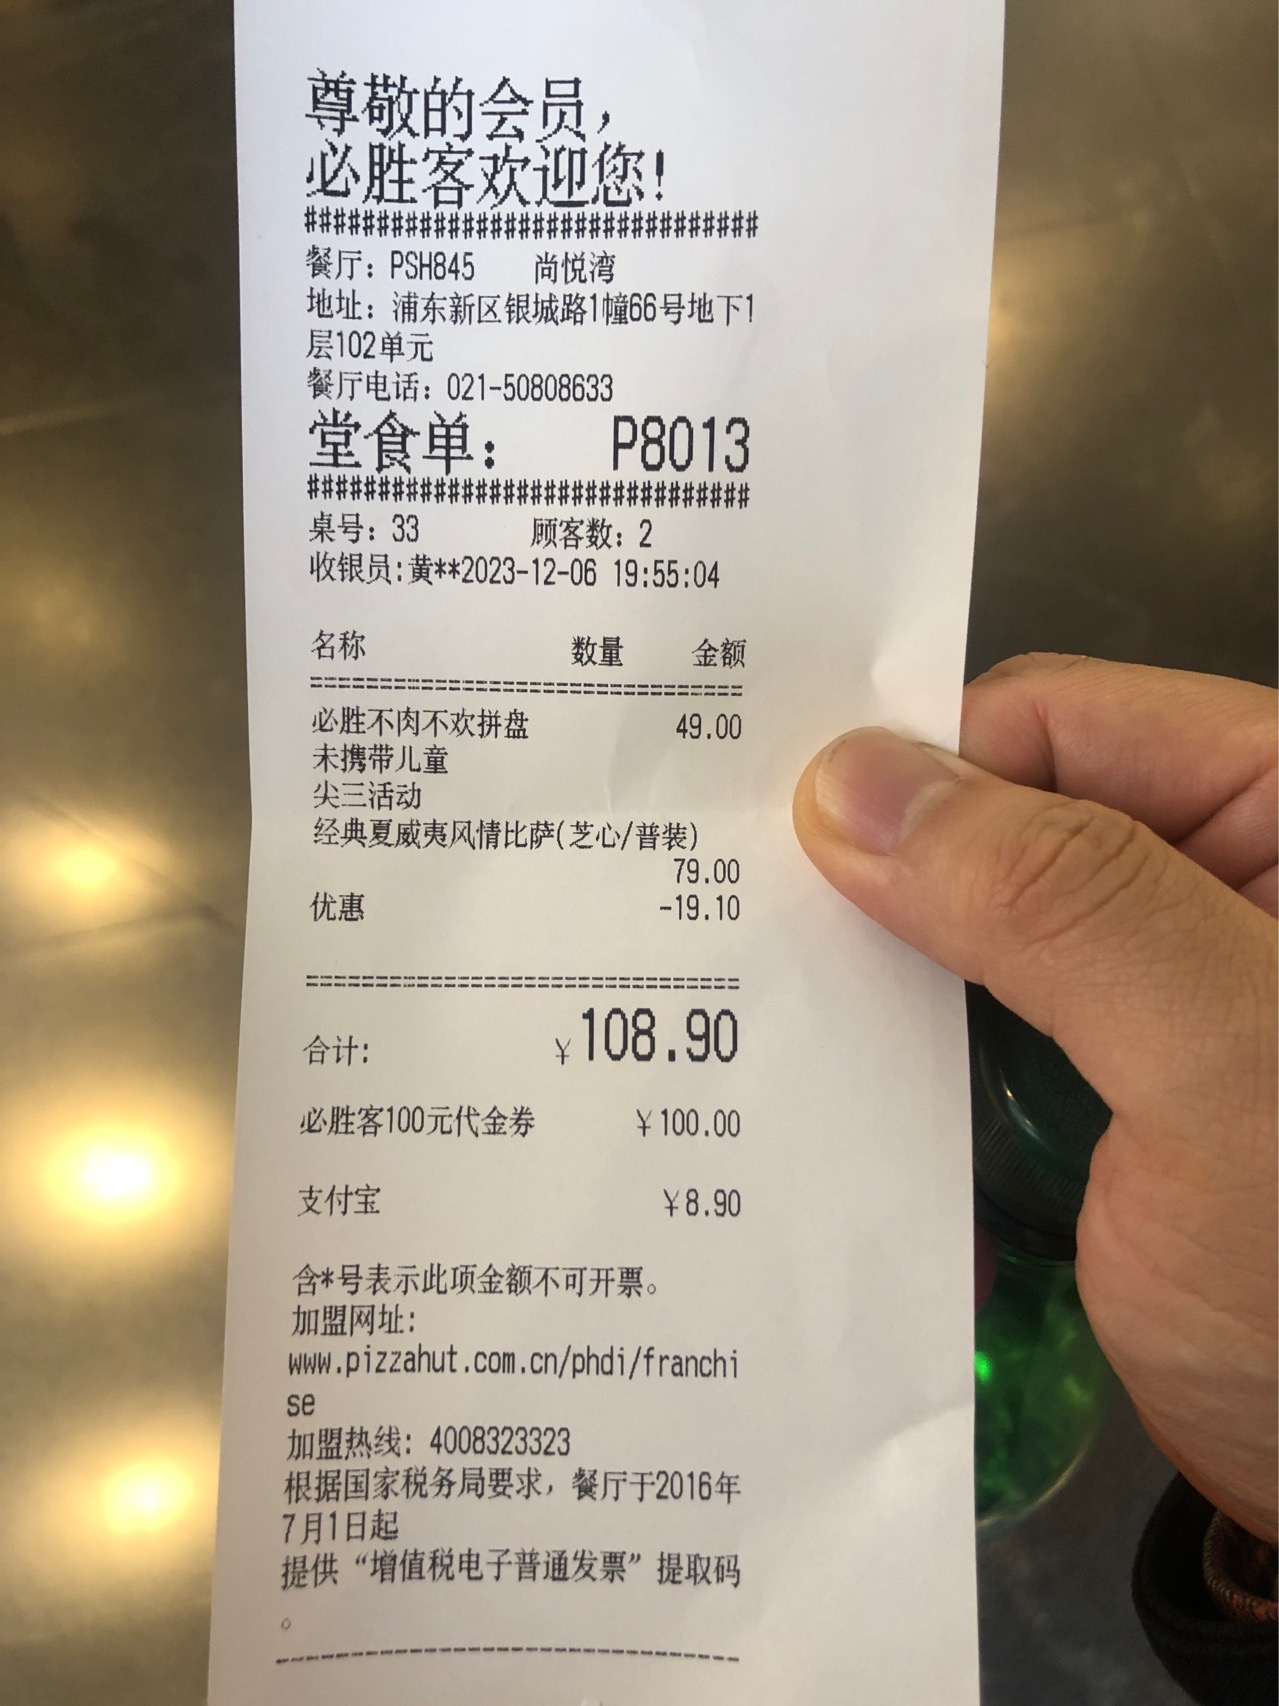 尊敬的会员，
必胜客欢迎您!
################################
餐厅：PSH845 尚悦湾
地址：浦东新区银城路1幢66号地下1
层102单元
餐厅电话：021-50808633
堂食单： P8013
################################
桌号：33 顾客数：2
收银员:黄**2023-12-06 19:55:04
名称 数量 金额
================================
必胜不肉不欢拼盘 49.00
未携带儿童
尖三活动
经典夏威夷风情比萨(芝心/普装)
79.00
优惠 -19.10
================================
合计: ￥108.90
必胜客100元代金券 ￥100.00
支付宝 ￥8.90
含*号表示此项金额不可开票。
加盟网址:
www.pizzahut.com.cn/phdi/franchi
se
加盟热线: 4008323323
根据国家税务局要求，餐厅于2016年
7月1日起
提供“增值税电子普通发票”提取码
。
--------------------------------